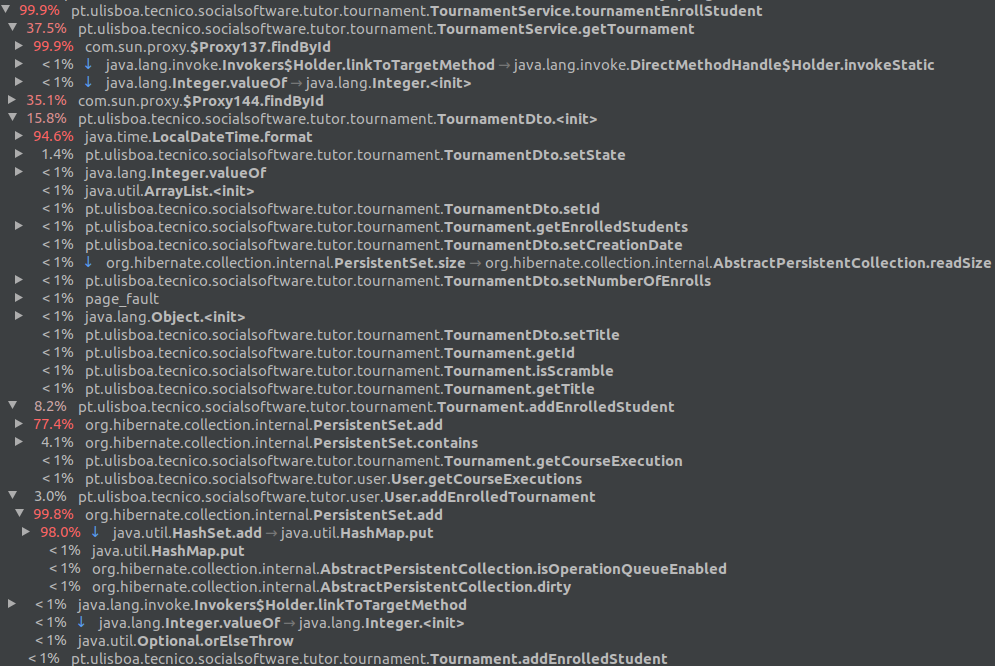 99.9% pt.ulisboa.tecnico.socialsoftware.tutor.tournament.TournamentService.tournamentEnrollStudent
37.5% pt.ulisboa.tecnico.socialsoftware.tutor.tournament.TournamentService.getTournament
99.9% com.sun.proxy.$Proxy137.findById
<1% ↓ java.lang.invoke.Invokers$Holder.linkToTargetMethod → java.lang.invoke.DirectMethodHandle$Holder.invokeStatic
<1% ↓ java.lang.Integer.valueOf → java.lang.Integer.<init>
35.1% com.sun.proxy.$Proxy144.findById
15.8% pt.ulisboa.tecnico.socialsoftware.tutor.tournament.TournamentDto.<init>
94.6% java.time.LocalDateTime.format
1.4% pt.ulisboa.tecnico.socialsoftware.tutor.tournament.TournamentDto.setState
<1% java.lang.Integer.valueOf
<1% java.util.ArrayList.<init>
<1% pt.ulisboa.tecnico.socialsoftware.tutor.tournament.TournamentDto.setId
<1% pt.ulisboa.tecnico.socialsoftware.tutor.tournament.Tournament.getEnrolledStudents
<1% pt.ulisboa.tecnico.socialsoftware.tutor.tournament.TournamentDto.setCreationDate
<1% ↓ org.hibernate.collection.internal.PersistentSet.size → org.hibernate.collection.internal.AbstractPersistentCollection.readSize
<1% pt.ulisboa.tecnico.socialsoftware.tutor.tournament.TournamentDto.setNumberOfEnrolls
<1% page_fault
<1% java.lang.Object.<init>
<1% pt.ulisboa.tecnico.socialsoftware.tutor.tournament.TournamentDto.setTitle
<1% pt.ulisboa.tecnico.socialsoftware.tutor.tournament.Tournament.getId
<1% pt.ulisboa.tecnico.socialsoftware.tutor.tournament.Tournament.isScramble
<1% pt.ulisboa.tecnico.socialsoftware.tutor.tournament.Tournament.getTitle
8.2% pt.ulisboa.tecnico.socialsoftware.tutor.tournament.Tournament.addEnrolledStudent
77.4% org.hibernate.collection.internal.PersistentSet.add
4.1% org.hibernate.collection.internal.PersistentSet.contains
<1% pt.ulisboa.tecnico.socialsoftware.tutor.tournament.Tournament.getCourseExecution
<1% pt.ulisboa.tecnico.socialsoftware.tutor.user.User.getCourseExecutions
3.0% pt.ulisboa.tecnico.socialsoftware.tutor.user.User.addEnrolledTournament
99.8% org.hibernate.collection.internal.PersistentSet.add
98.0% ↓ java.util.HashSet.add → java.util.HashMap.put
<1% java.util.HashMap.put
<1% org.hibernate.collection.internal.AbstractPersistentCollection.isOperationQueueEnabled
<1% org.hibernate.collection.internal.AbstractPersistentCollection.dirty
<1% java.lang.invoke.Invokers$Holder.linkToTargetMethod
<1% ↓ java.lang.Integer.valueOf → java.lang.Integer.<init>
<1% java.util.Optional.orElseThrow
<1% pt.ulisboa.tecnico.socialsoftware.tutor.tournament.Tournament.addEnrolledStudent